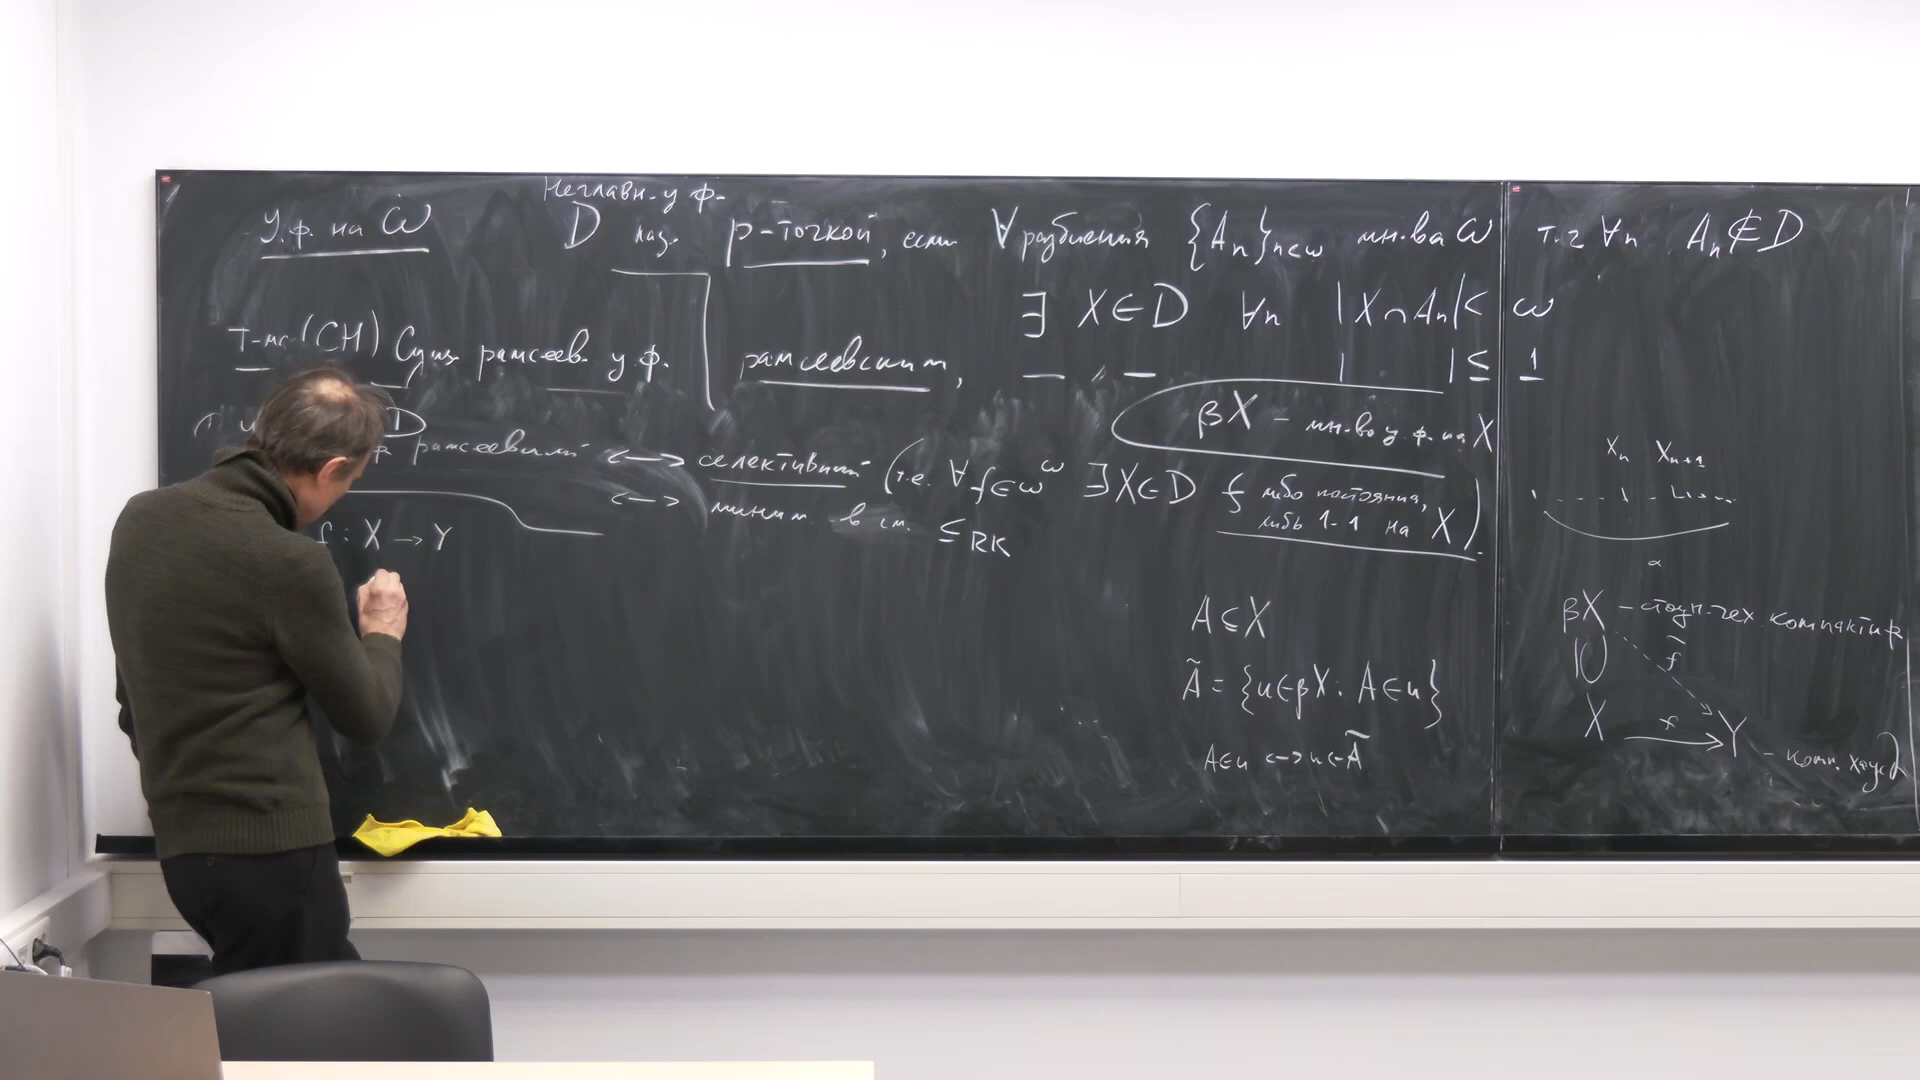 У.ф. на ω
Неглавн. у ф.
D наз. p-точкой, если ∀ разбиения {Aₙ}ₙ∈ω мн.ва ω т.ч ∀n Aₙ∉D
∃ X∈D ∀n |X∩Aₙ|< ω
Т-ма (CH) Сущ. рамсеев. у.ф.
рамсеевским, — „ — | |≤ 1
βX – мн-во у.ф. на X
D
рамсеевский ↔ селективный (т.е. ∀f∈ω^ω ∃X∈D f либо постоянна, либо 1-1 на X).
↔ миним. в см. ≤_RK
f : X → Y
A⊆X
Ã = {u∈βX: A∈u}
A∈u ↔ u∈Ã
Xₙ Xₙ₊₁
α
βX – стоун-чех компактиф
f̃
X f → Y – комп. хаусд